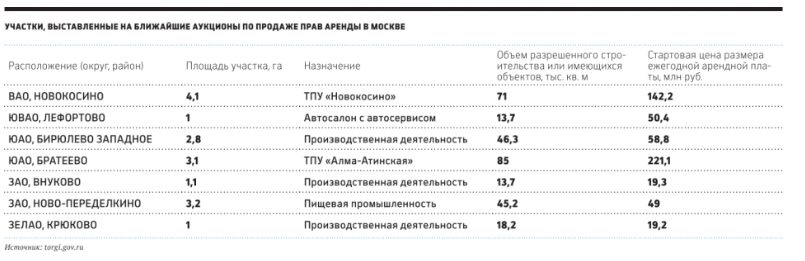 УЧАСТКИ, ВЫСТАВЛЕННЫЕ НА БЛИЖАЙШИЕ АУКЦИОНЫ ПО ПРОДАЖЕ ПРАВ АРЕНДЫ В МОСКВЕ
Расположение (округ, район) Площадь участка, га Назначение Объем разрешенного стро-
ительства или имеющихся
объектов, тыс. кв. м Стартовая цена размера
ежегодной арендной пла-
ты, млн руб.
ВАО, НОВОКОСИНО 4,1 ТПУ «Новокосино» 71 142,2
ЮВАО, ЛЕФОРТОВО 1 Автосалон с автосервисом 13,7 50,4
ЮАО, БИРЮЛЕВО ЗАПАДНОЕ 2,8 Производственная деятельность 46,3 58,8
ЮАО, БРАТЕЕВО 3,1 ТПУ «Алма-Атинская» 85 221,1
ЗАО, ВНУКОВО 1,1 Производственная деятельность 13,7 19,3
ЗАО, НОВО-ПЕРЕДЕЛКИНО 3,2 Пищевая промышленность 45,2 49
ЗЕЛАО, КРЮКОВО 1 Производственная деятельность 18,2 19,2
Источник: torgi.gov.ru